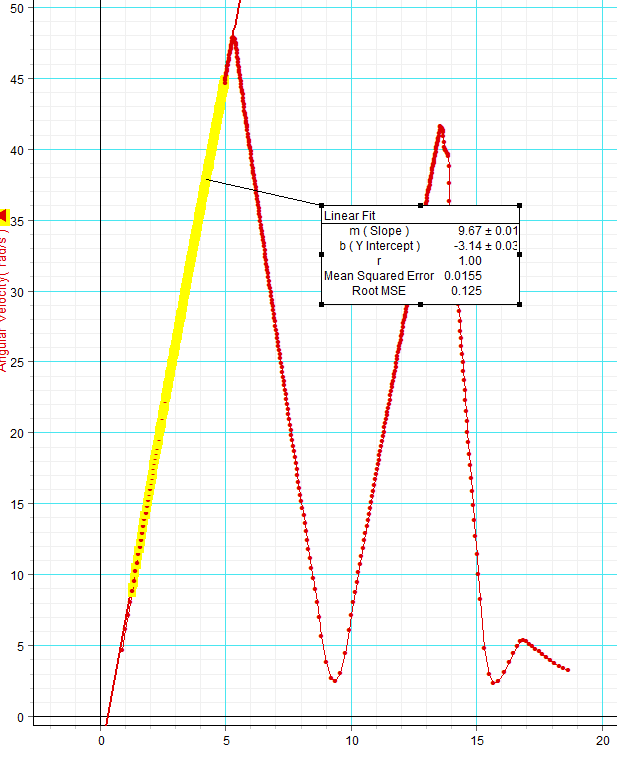 50
45
40
35
30
25
20
15
10
5
0
Angular Velocity( rad/s )
Linear Fit
m ( Slope ) 9.67 ± 0.01
b ( Y Intercept ) -3.14 ± 0.03
r 1.00
Mean Squared Error 0.0155
Root MSE 0.125
0 5 10 15 20